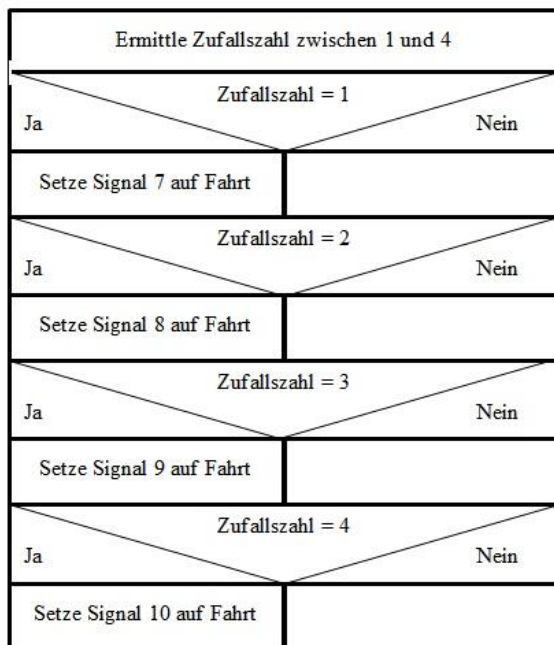 Ermittle Zufallszahl zwischen 1 und 4
Zufallszahl = 1
Ja
Nein
Setze Signal 7 auf Fahrt
Zufallszahl = 2
Ja
Nein
Setze Signal 8 auf Fahrt
Zufallszahl = 3
Ja
Nein
Setze Signal 9 auf Fahrt
Zufallszahl = 4
Ja
Nein
Setze Signal 10 auf Fahrt